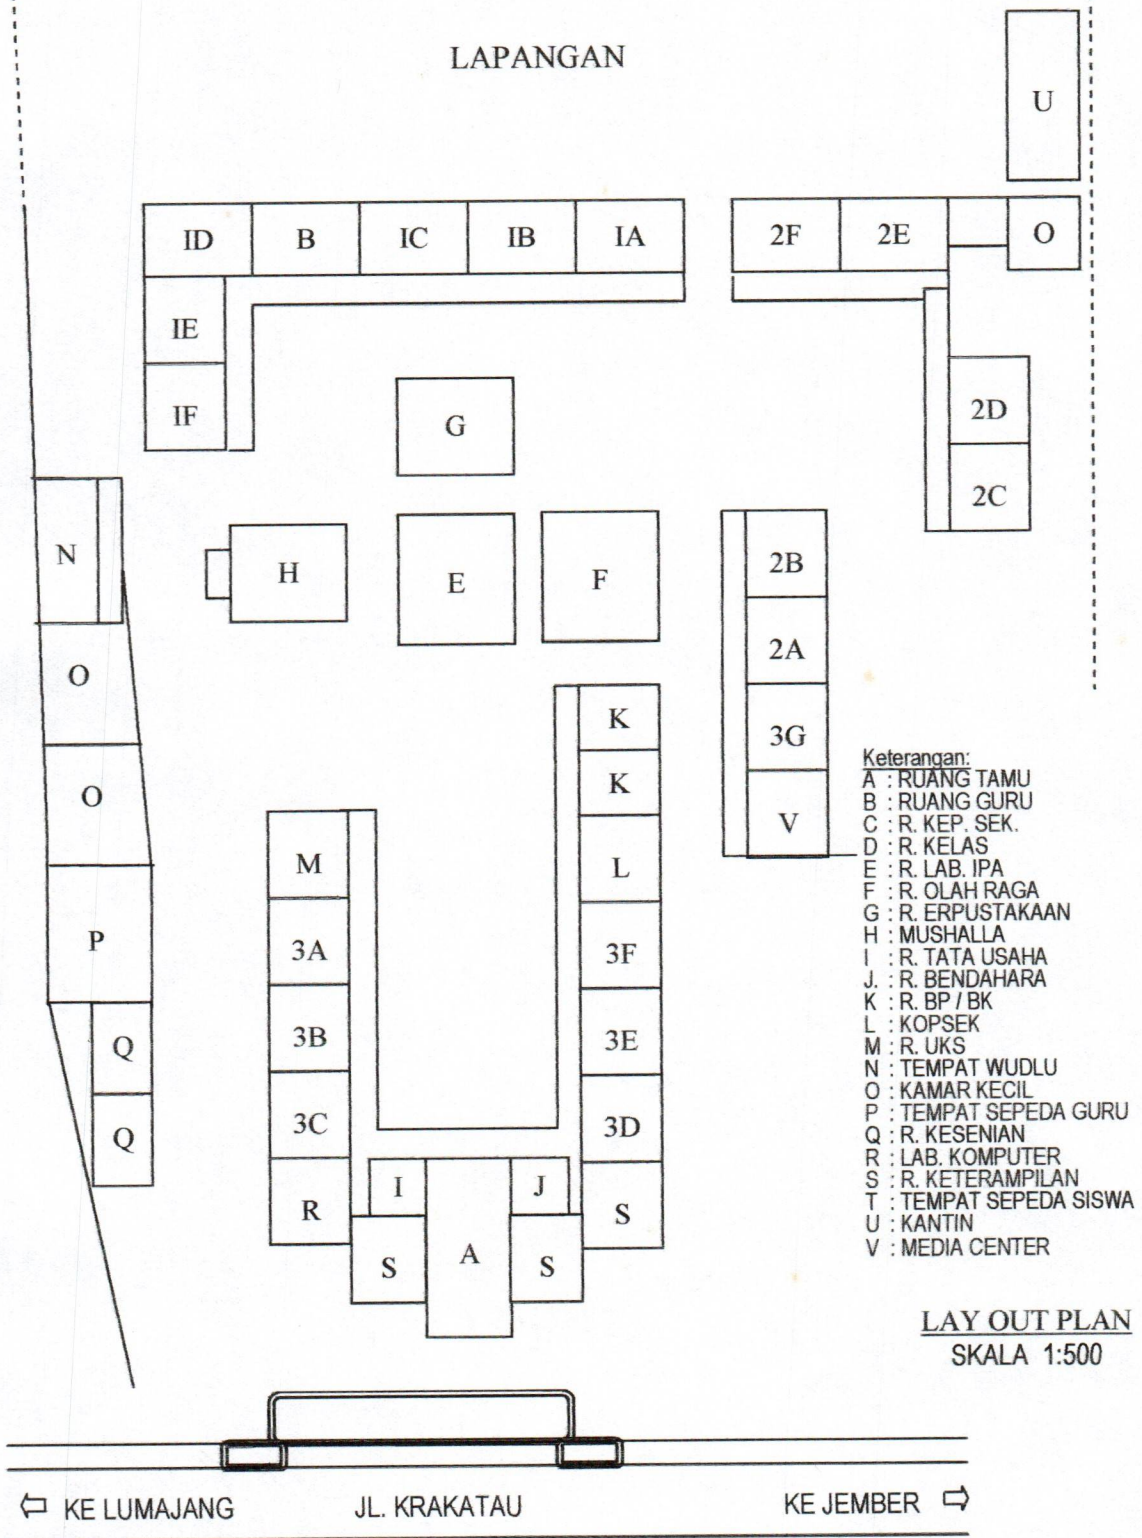 LAPANGAN
U
ID B IC IB IA 2F 2E O
IE
IF
G
2D
2C
N
H
E
F
2B
2A
3G
V
O
O
P
Q
Q
K
K
L
3F
3E
3D
S
M
3A
3B
3C
R
I
J
S
A
S
Keterangan:
A : RUANG TAMU
B : RUANG GURU
C : R. KEP. SEK.
D : R. KELAS
E : R. LAB. IPA
F : R. OLAH RAGA
G : R. ERPUSTAKAAN
H : MUSHALLA
I : R. TATA USAHA
J. : R. BENDAHARA
K : R. BP / BK
L : KOPSEK
M : R. UKS
N : TEMPAT WUDLU
O : KAMAR KECIL
P : TEMPAT SEPEDA GURU
Q : R. KESENIAN
R : LAB. KOMPUTER
S : R. KETERAMPILAN
T : TEMPAT SEPEDA SISWA
U : KANTIN
V : MEDIA CENTER
LAY OUT PLAN
SKALA 1:500
KE LUMAJANG JL. KRAKATAU KE JEMBER